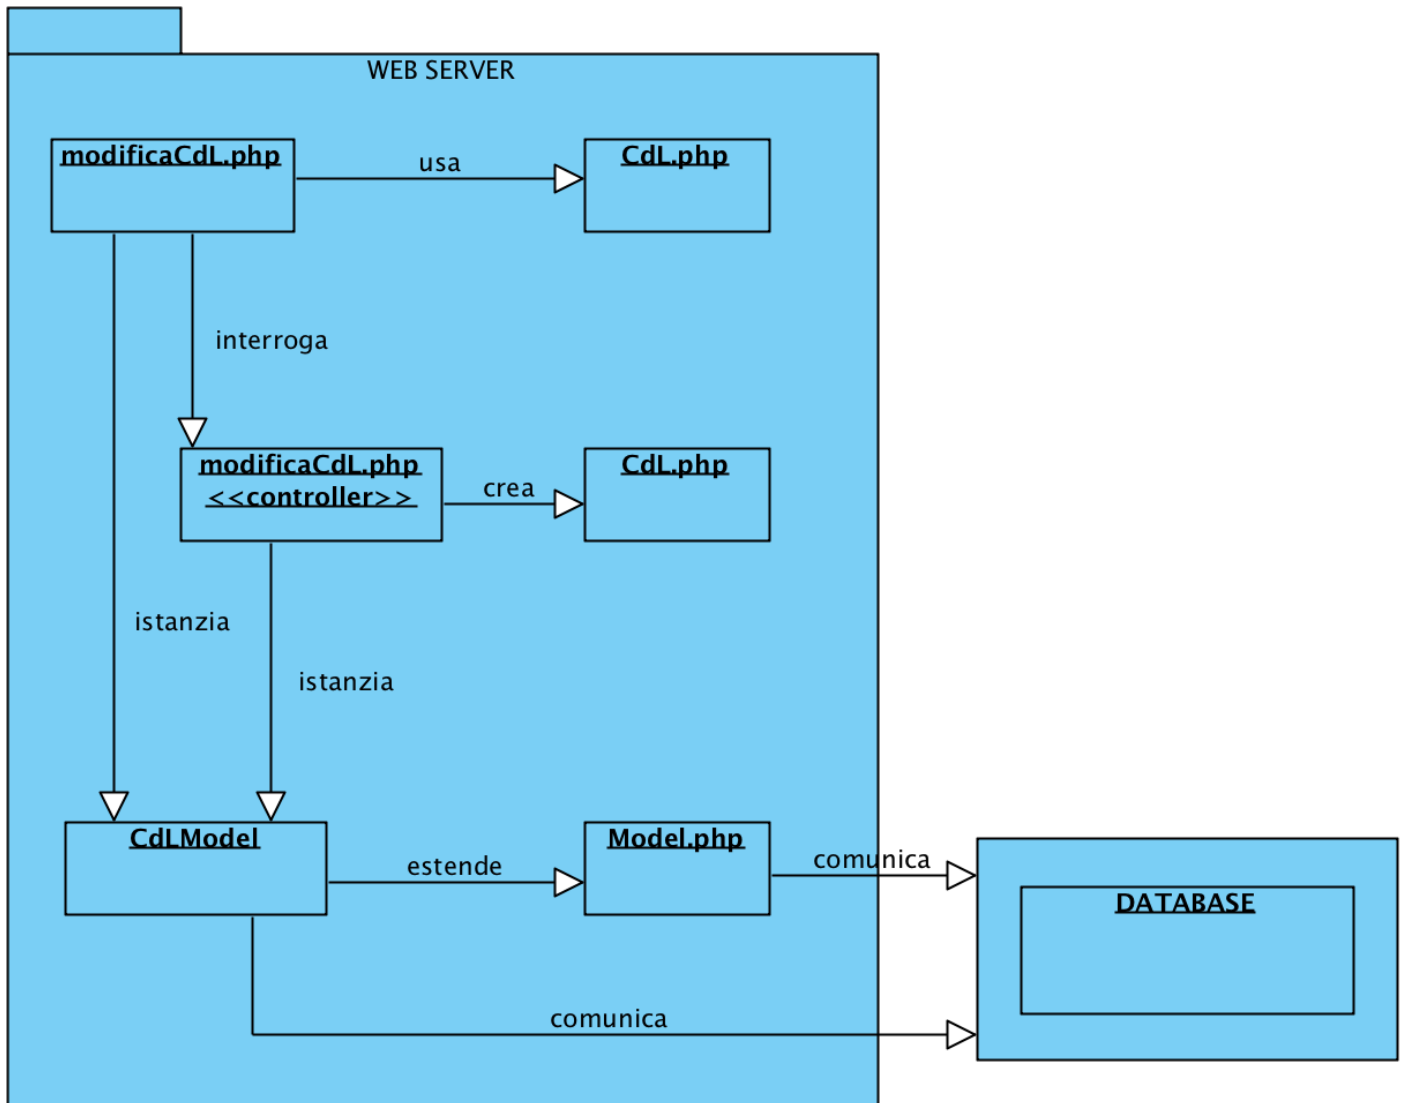 WEB SERVER
modificaCdL.php
usa
CdL.php
interroga
modificaCdL.php
<<controller>>
crea
CdL.php
istanzia
istanzia
CdLModel
estende
Model.php
comunica
DATABASE
comunica